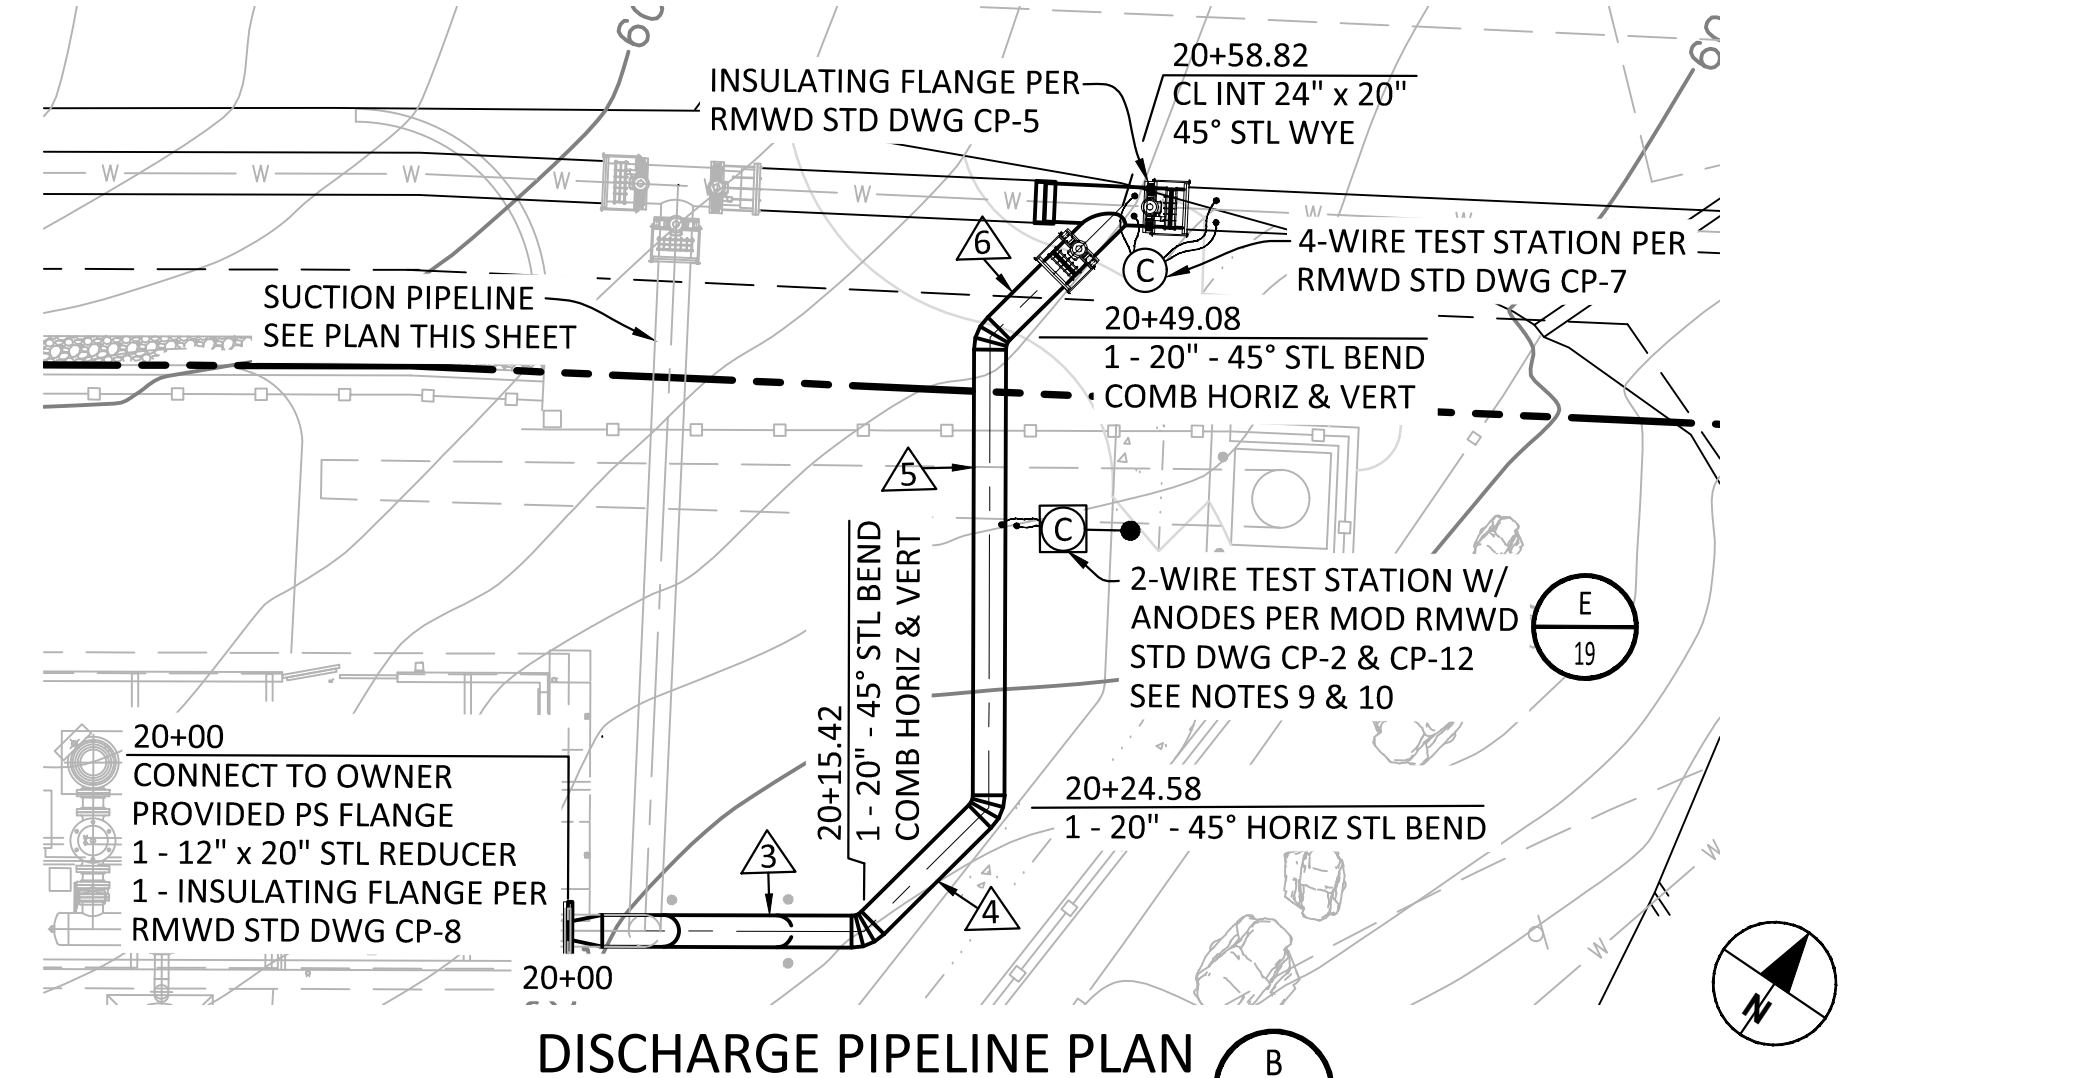 60
60
20+58.82
CL INT 24" x 20"
45° STL WYE
INSULATING FLANGE PER
RMWD STD DWG CP-5
W
W
W
W
W
W
W
W
W
6
C
4-WIRE TEST STATION PER
RMWD STD DWG CP-7
SUCTION PIPELINE
SEE PLAN THIS SHEET
20+49.08
1 - 20" - 45° STL BEND
COMB HORIZ & VERT
5
C
2-WIRE TEST STATION W/
ANODES PER MOD RMWD
STD DWG CP-2 & CP-12
SEE NOTES 9 & 10
E
19
20+15.42
1 - 20" - 45° STL BEND
COMB HORIZ & VERT
20+00
CONNECT TO OWNER
PROVIDED PS FLANGE
1 - 12" x 20" STL REDUCER
1 - INSULATING FLANGE PER
RMWD STD DWG CP-8
20+24.58
1 - 20" - 45° HORIZ STL BEND
3
4
W
W
20+00
N
DISCHARGE PIPELINE PLAN
B